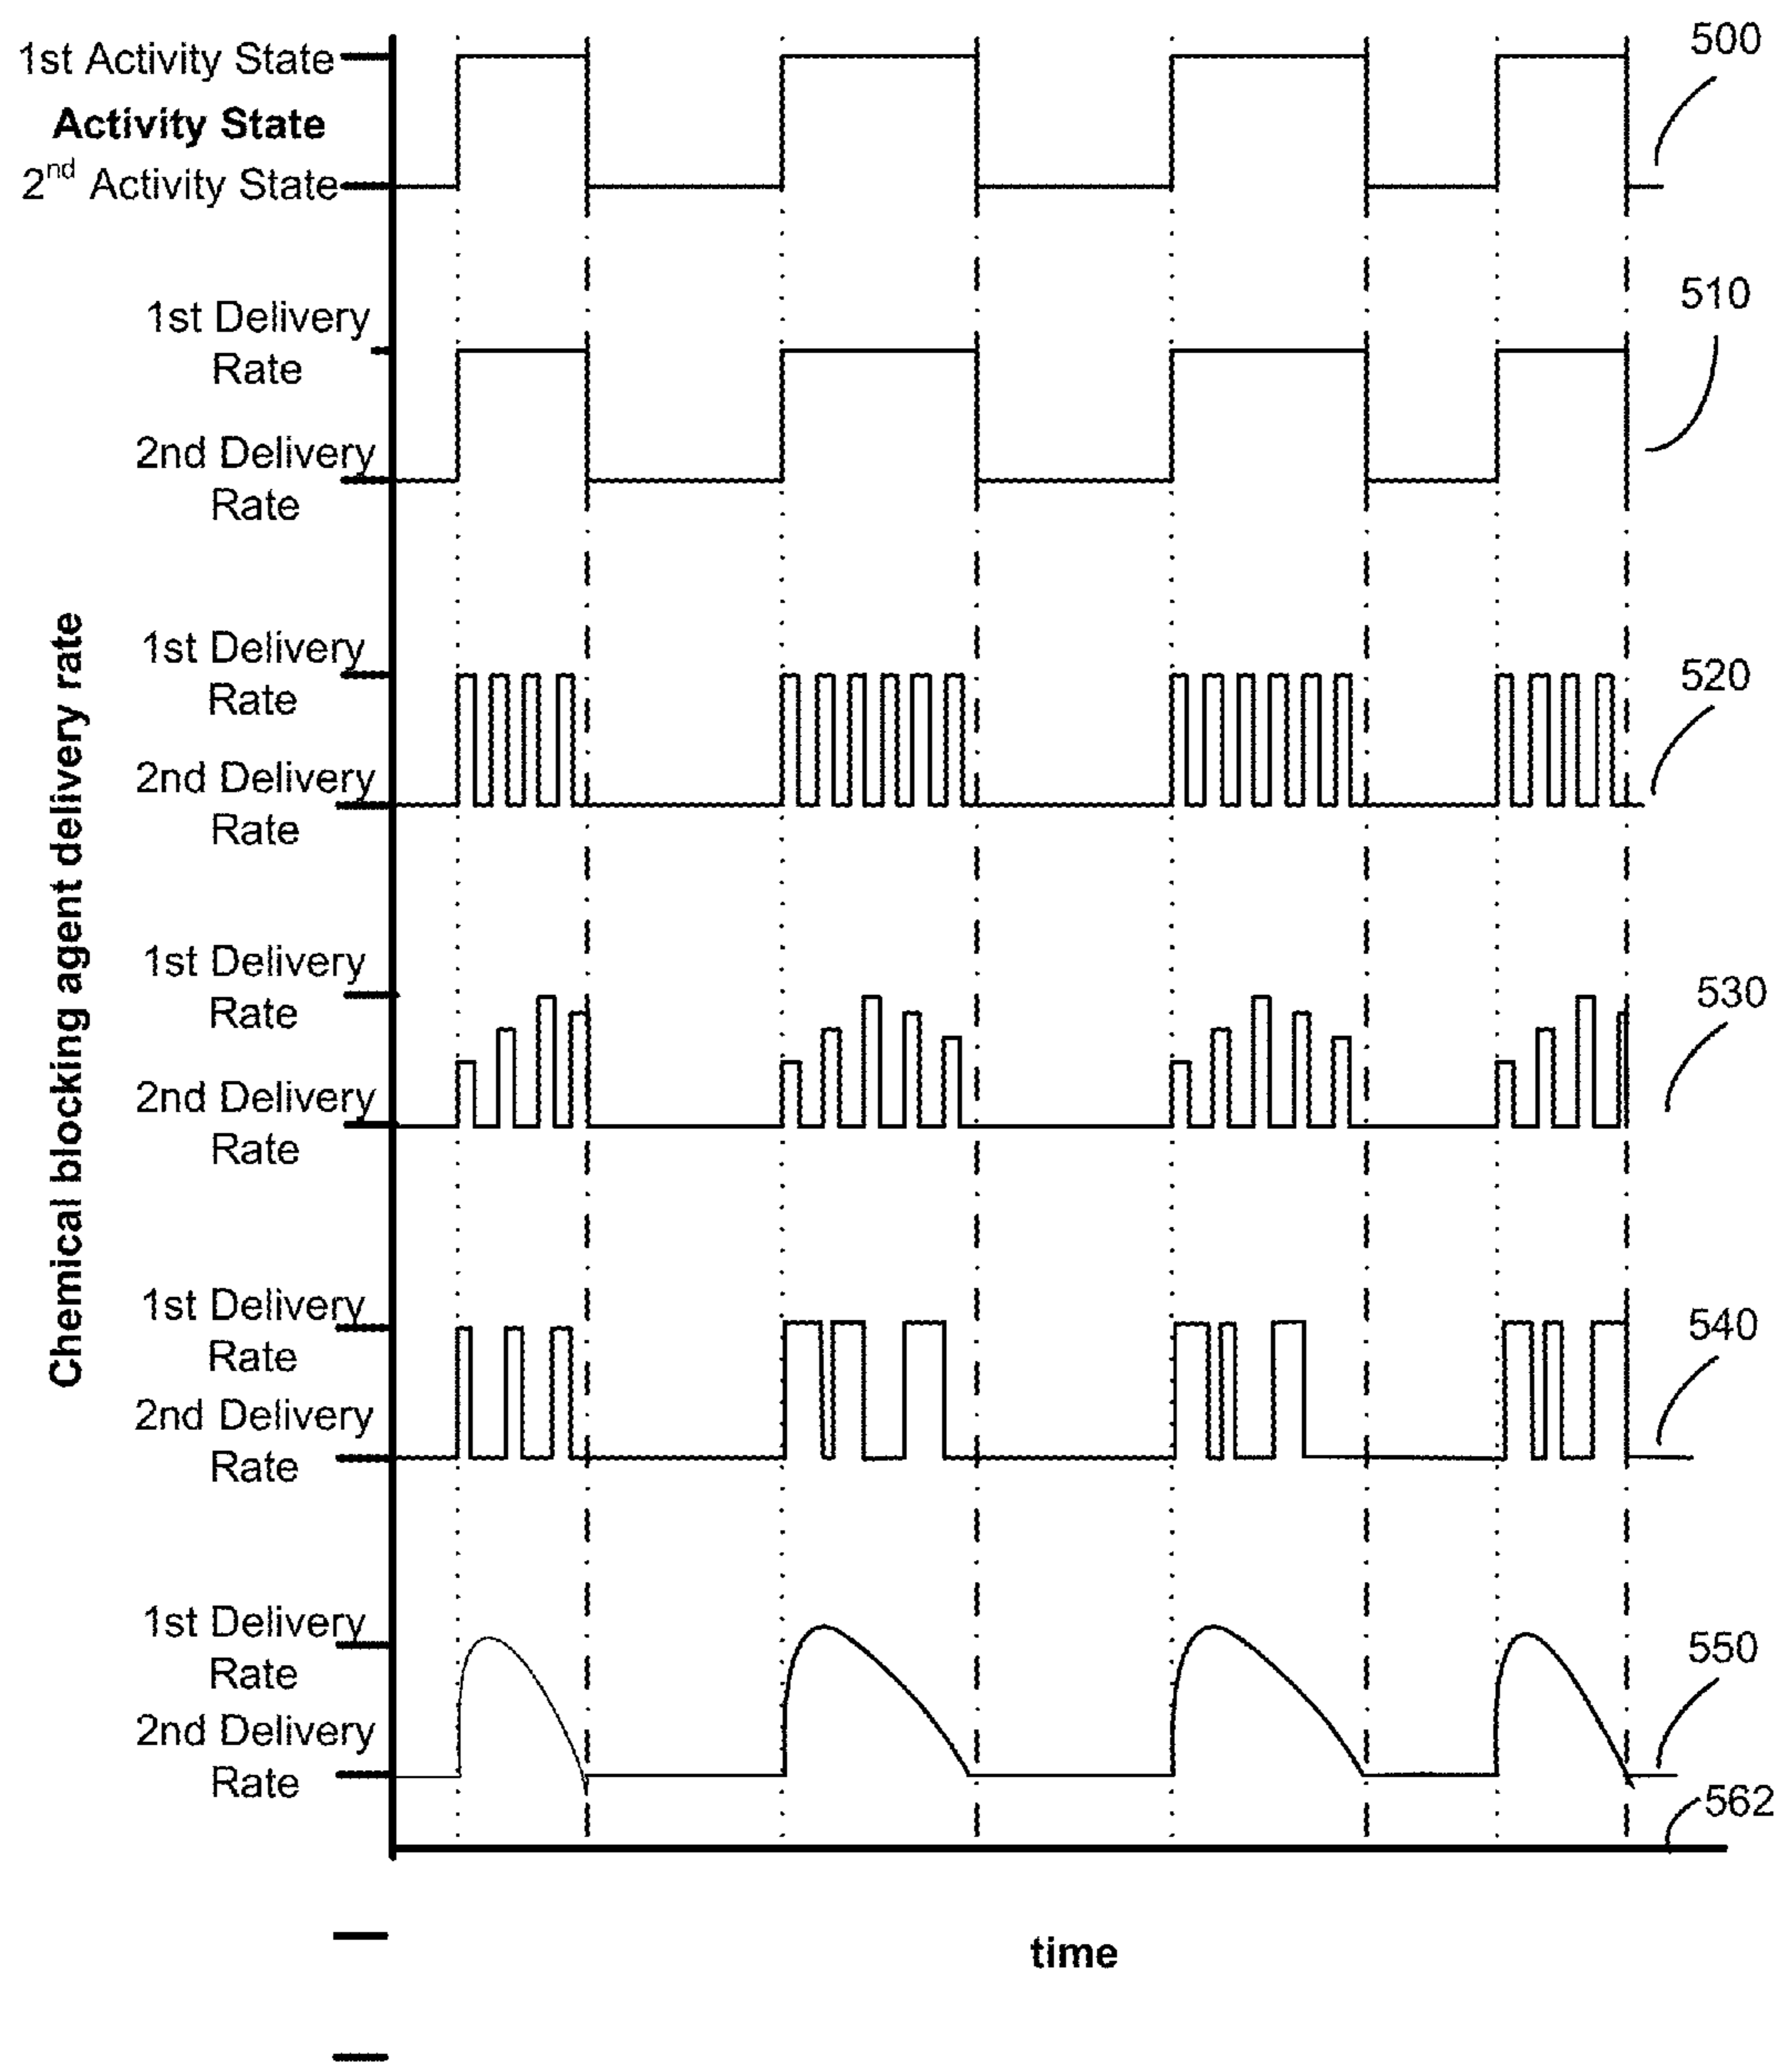 500
1st Activity State
Activity State
2nd Activity State
510
1st Delivery
Rate
2nd Delivery
Rate
Chemical blocking agent delivery rate
1st Delivery
Rate
520
2nd Delivery
Rate
1st Delivery
Rate
530
2nd Delivery
Rate
1st Delivery
Rate
540
2nd Delivery
Rate
1st Delivery
Rate
550
2nd Delivery
Rate
562
time